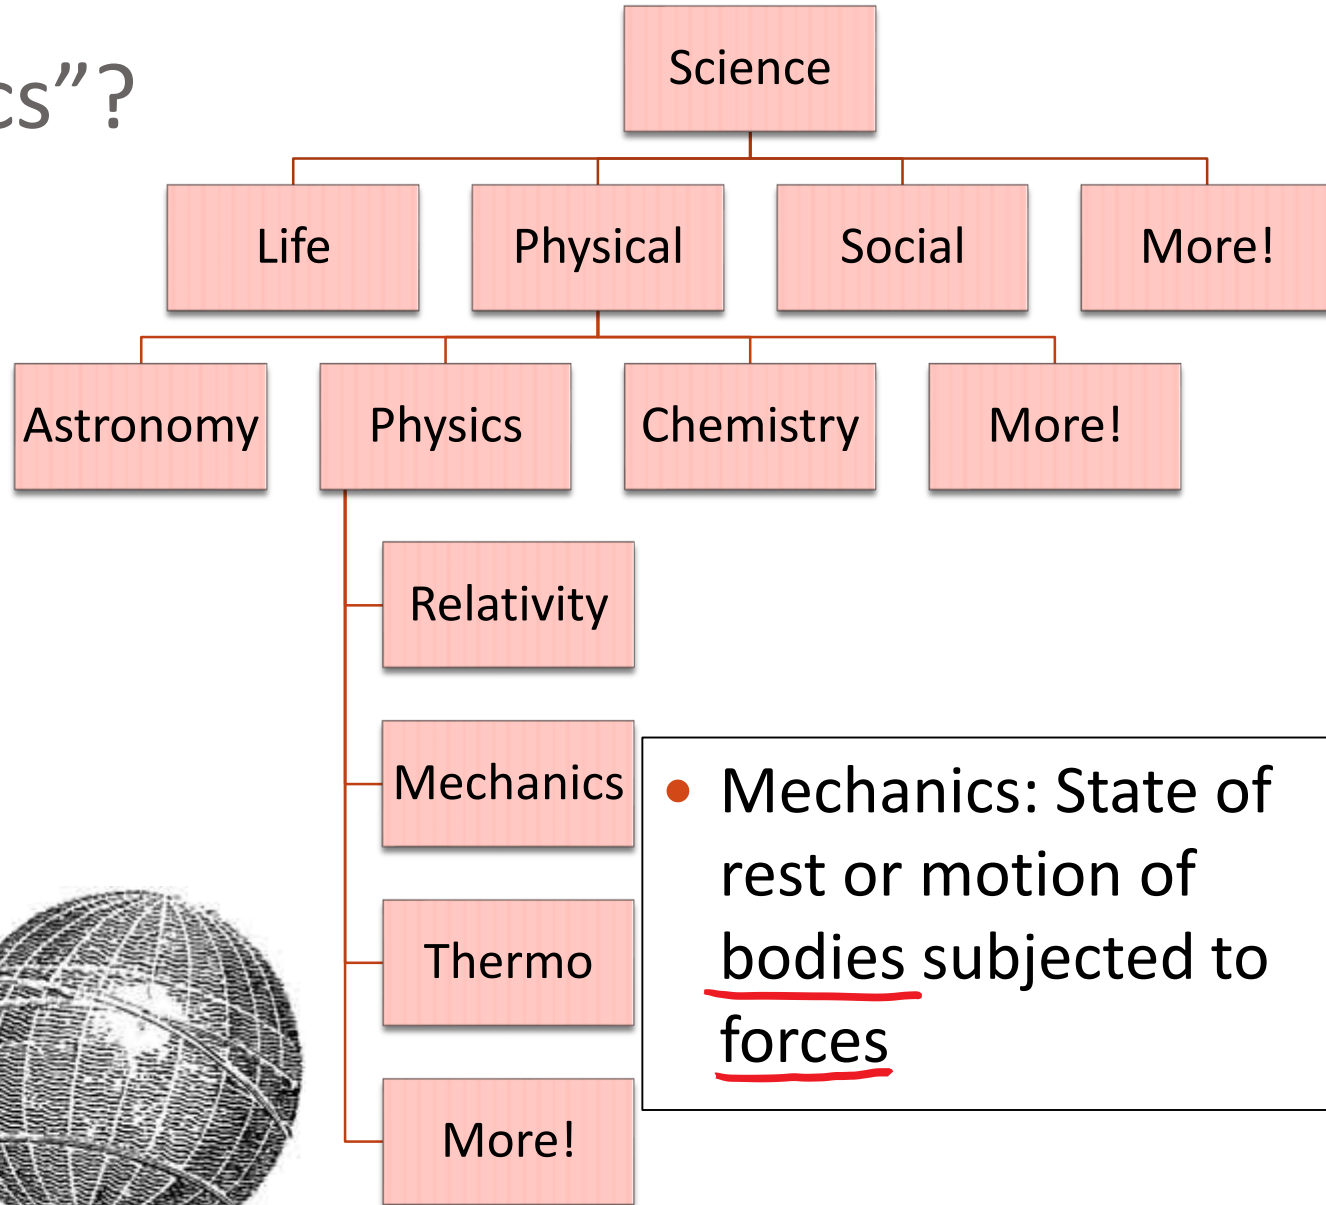 cs”?
Science
Life
Physical
Social
More!
Astronomy
Physics
Chemistry
More!
Relativity
Mechanics
Thermo
More!
• Mechanics: State of
rest or motion of
bodies subjected to
forces